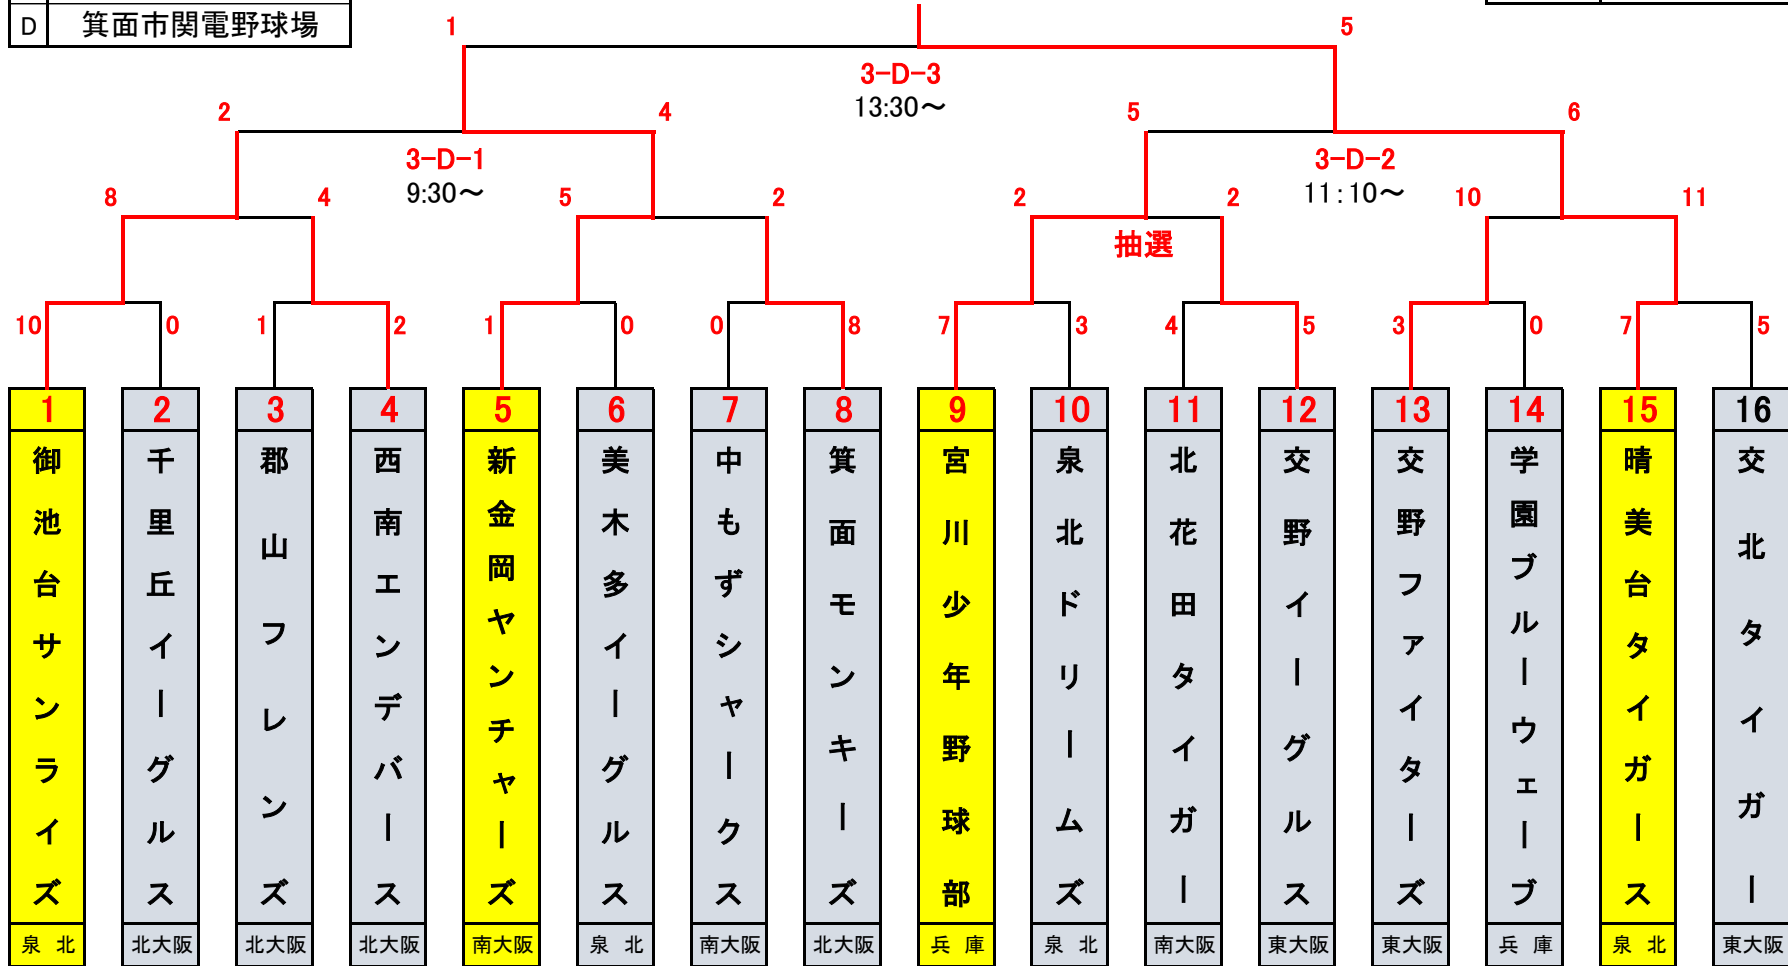 D 箕面市関電野球場
1 5
3-D-3
13:30～
2 4 5 6
3-D-1 3-D-2
9:30～ 11:10～
8 4 5 2 2 2 10 11
抽選
10 0 1 2 1 0 0 8 7 3 4 5 3 0 7 5
1 2 3 4 5 6 7 8 9 10 11 12 13 14 15 16
御池台サンライズ
千里丘イーグルス
郡山フレンズ
西南エンデバース
新金岡ヤンチャーズ
美木多イーグルス
中もずシャークス
箕面モンキーズ
宮川少年野球部
泉北ドリームズ
北花田タイガー
交野イーグルス
交野ファイターズ
学園ブルーウェーブ
晴美台タイガース
交北タイガー
泉北 北大阪 北大阪 北大阪 南大阪 泉北 南大阪 北大阪 兵庫 泉北 南大阪 東大阪 東大阪 兵庫 泉北 東大阪